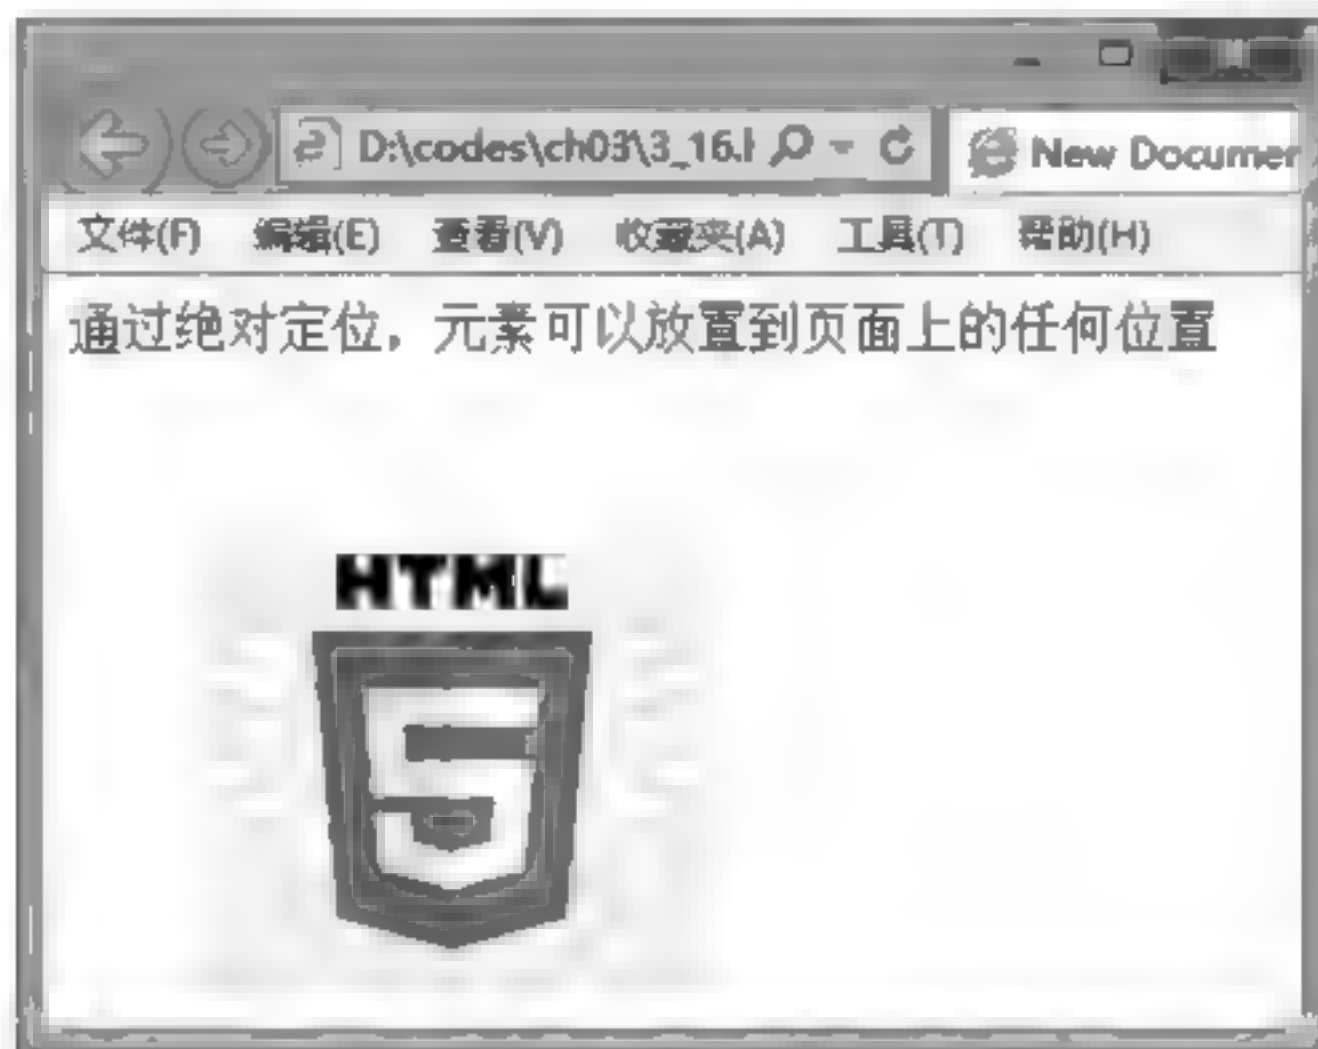 D:\codes\ch03\3_16.h New Documen
文件(F) 编辑(E) 查看(V) 收藏夹(A) 工具(T) 帮助(H)
通过绝对定位，元素可以放置到页面上的任何位置
HTML
5